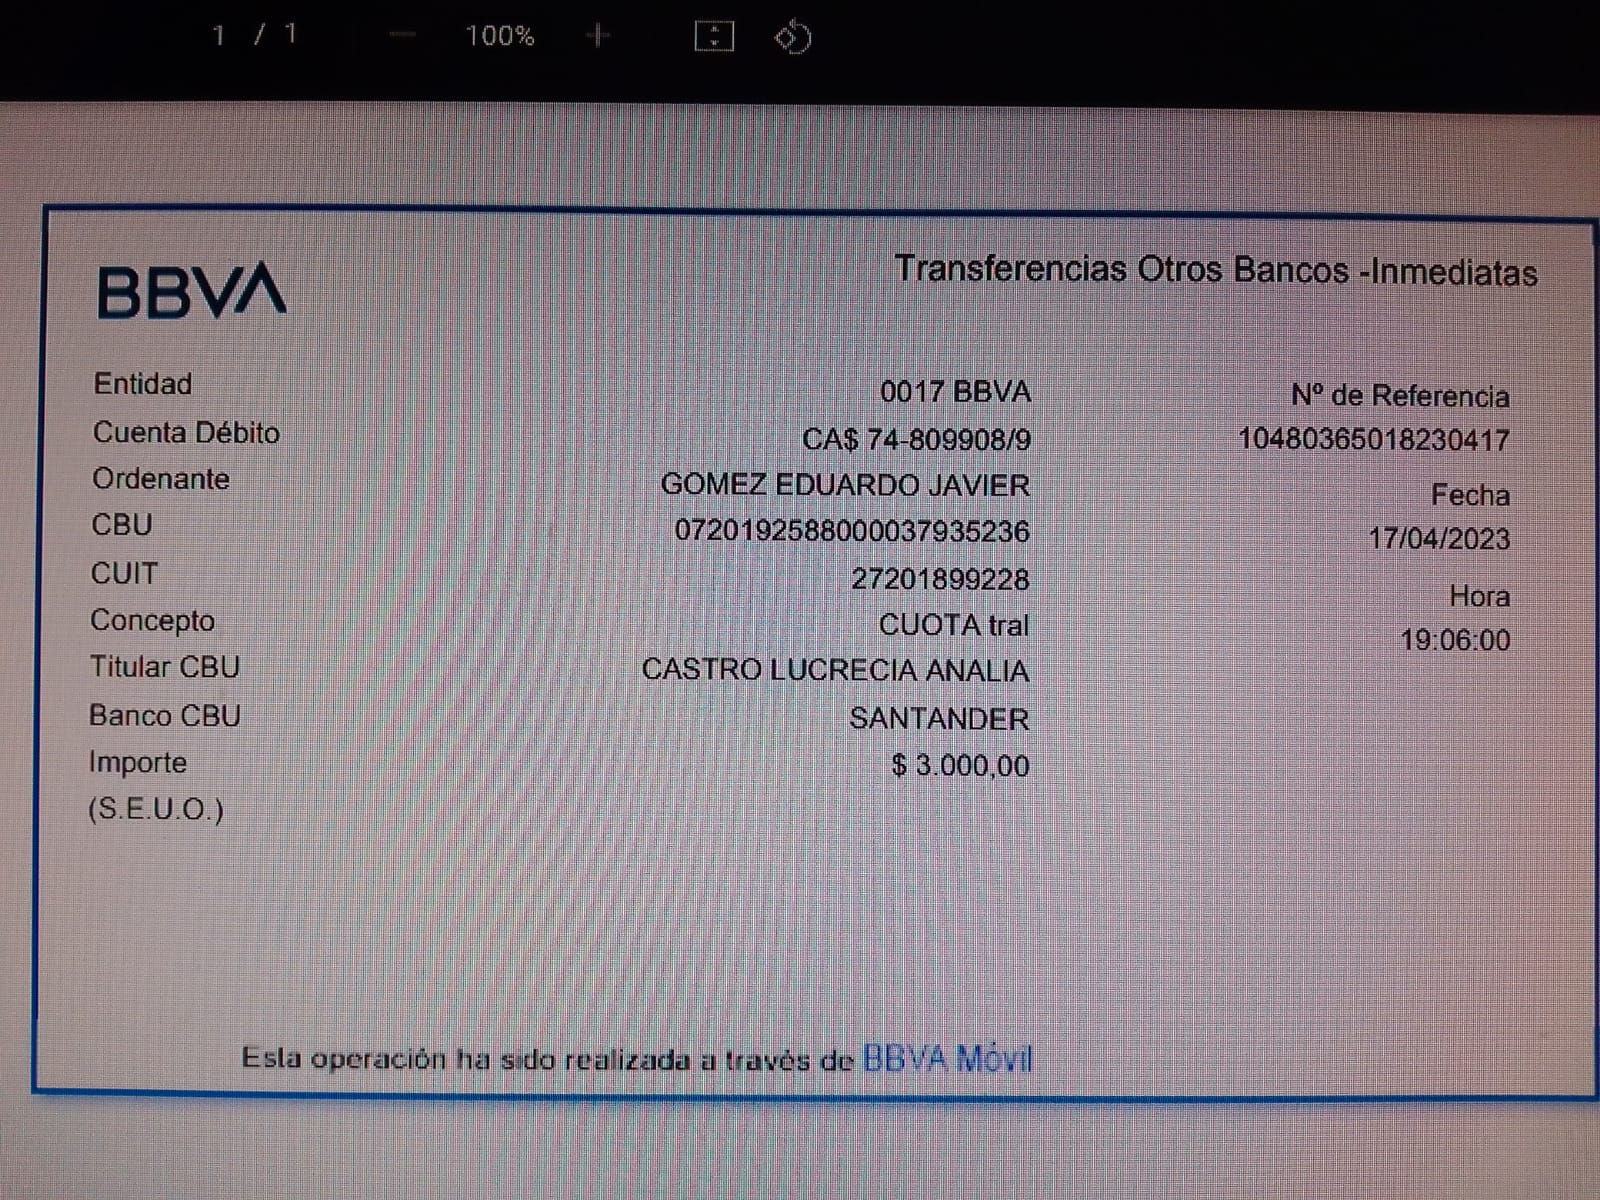 1 / 1 — 100% +
BBVA
Transferencias Otros Bancos -Inmediatas
Entidad 0017 BBVA
Nº de Referencia
Cuenta Débito CA$ 74-809908/9
10480365018230417
Ordenante GOMEZ EDUARDO JAVIER
Fecha
CBU 0720192588000037935236
17/04/2023
CUIT 27201899228
Hora
Concepto CUOTA tral
19:06:00
Titular CBU CASTRO LUCRECIA ANALIA
Banco CBU SANTANDER
Importe $ 3.000,00
(S.E.U.O.)
Esla operación ha sido realizada a través de BBVA Móvil